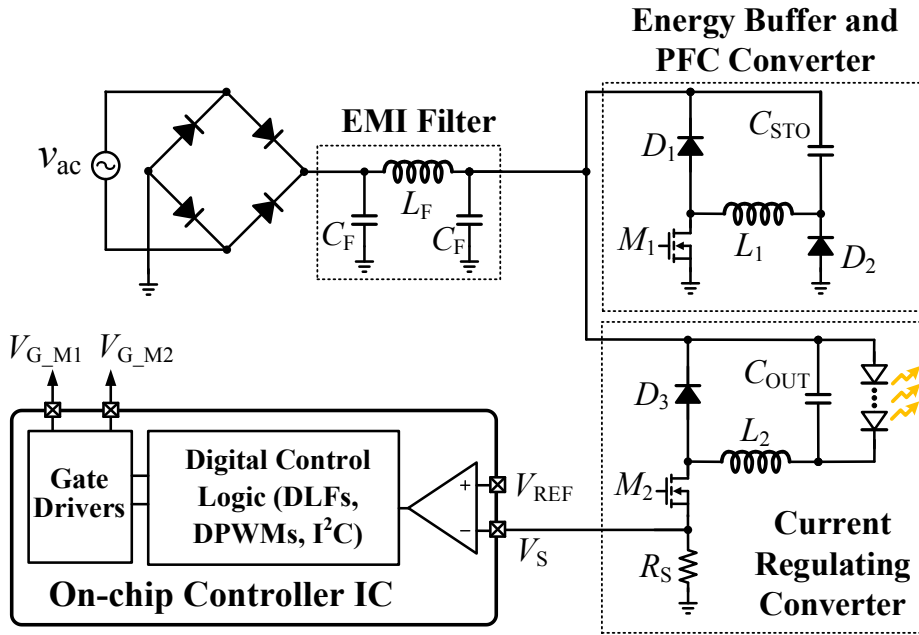 Energy Buffer and
PFC Converter
EMI Filter
v_ac
C_F
L_F
C_F
D_1
C_STO
M_1
L_1
D_2
V_G_M1
V_G_M2
Gate
Drivers
Digital Control
Logic (DLFs,
DPWMs, I²C)
+
−
V_REF
V_S
On-chip Controller IC
D_3
C_OUT
L_2
M_2
R_S
Current
Regulating
Converter